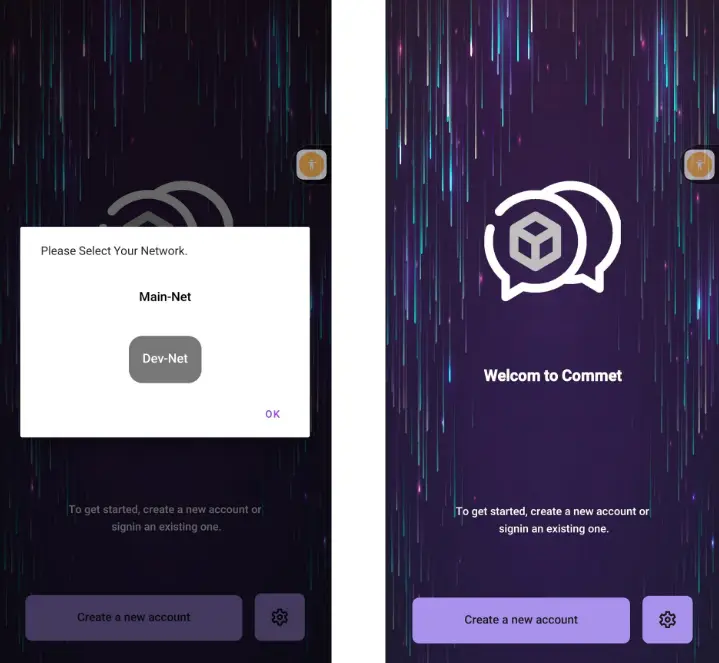 Please Select Your Network.
Main-Net
Dev-Net
OK
To get started, create a new account or
signin an existing one.
Create a new account
Welcom to Commet
To get started, create a new account or
signin an existing one.
Create a new account